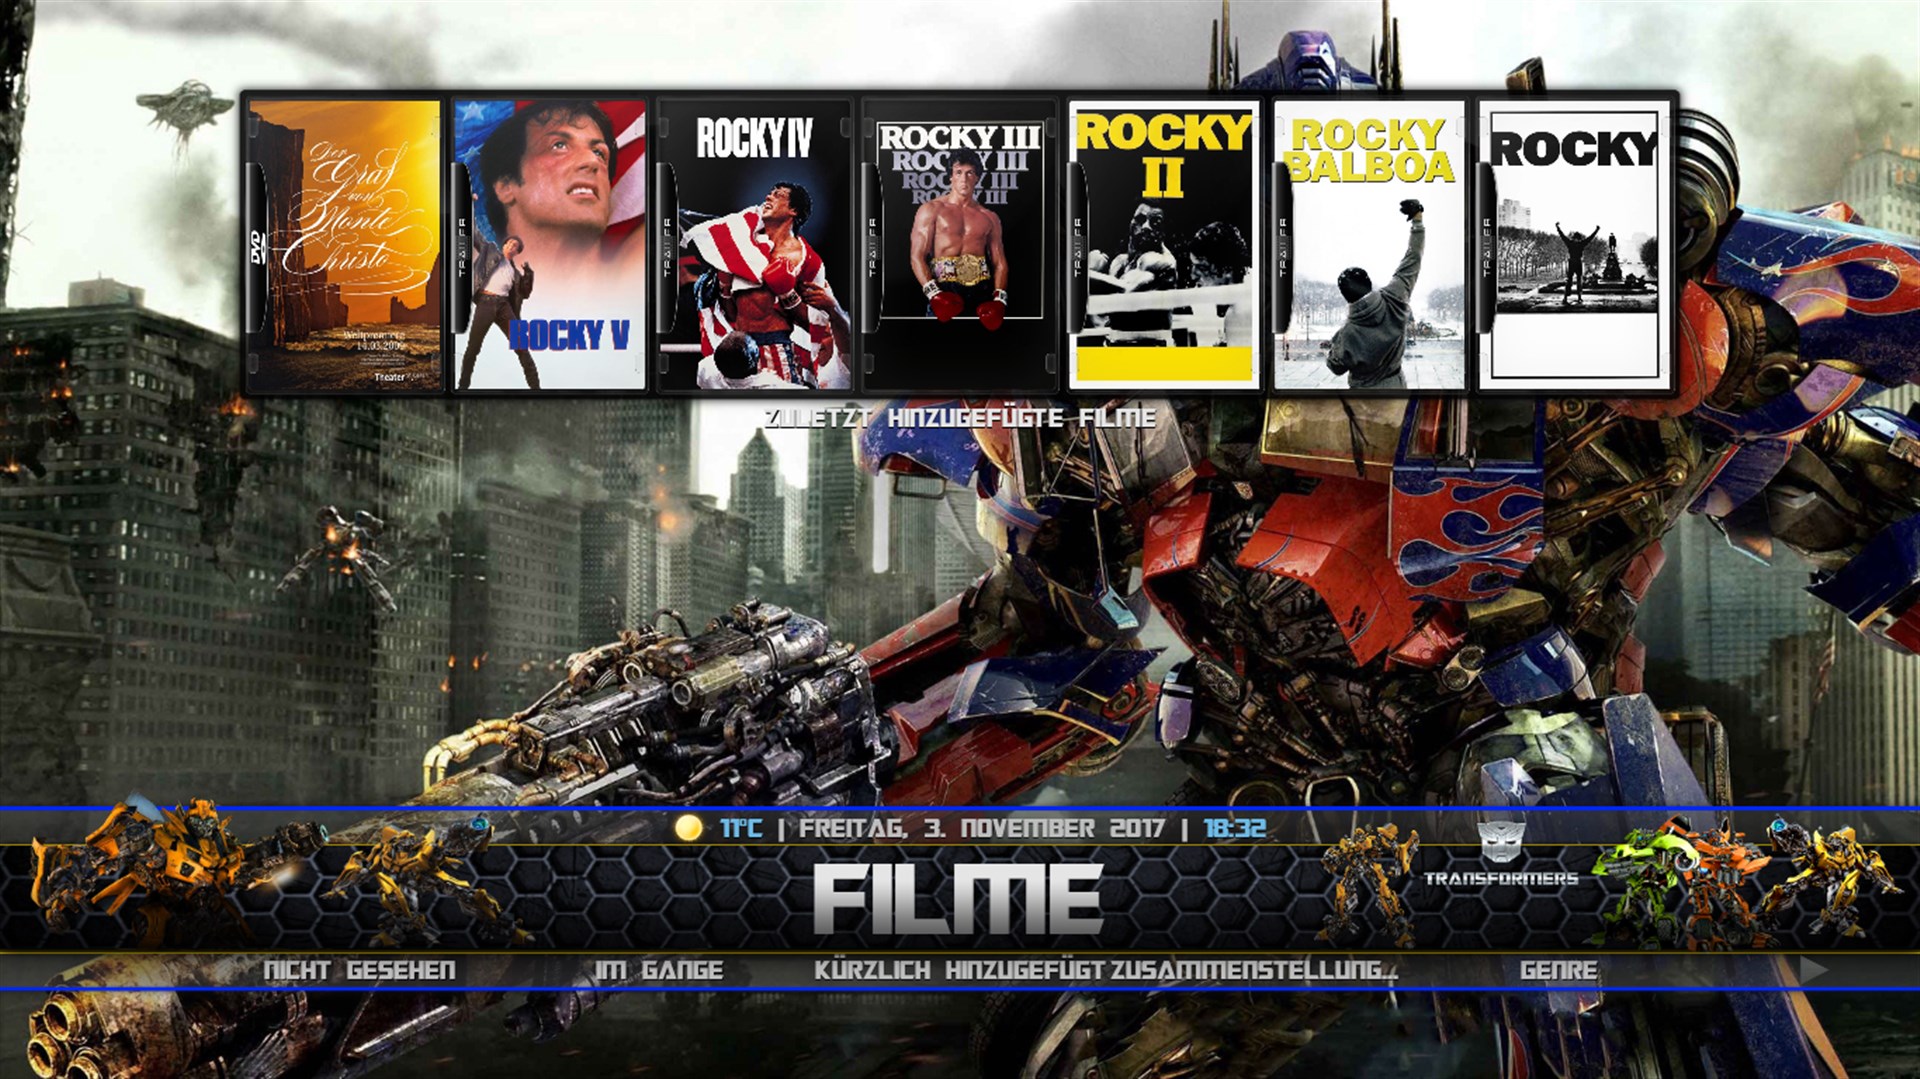 Der
Graf
von
Monte
Christo
Weltpremiere
14.03.2009
Theater
ROCKY V
TRAILER
ROCKY IV
TRAILER
ROCKY III
ROCKY III
ROCKY III
ROCKY III
TRAILER
ROCKY
II
TRAILER
ROCKY
BALBOA
TRAILER
ROCKY
TRAILER
ZULETZT HINZUGEFÜGTE FILME
11°C | FREITAG, 3. NOVEMBER 2017 | 18:32
FILME
TRANSFORMERS
NICHT GESEHEN IM GANGE KÜRZLICH HINZUGEFÜGT ZUSAMMENSTELLUNG... GENRE